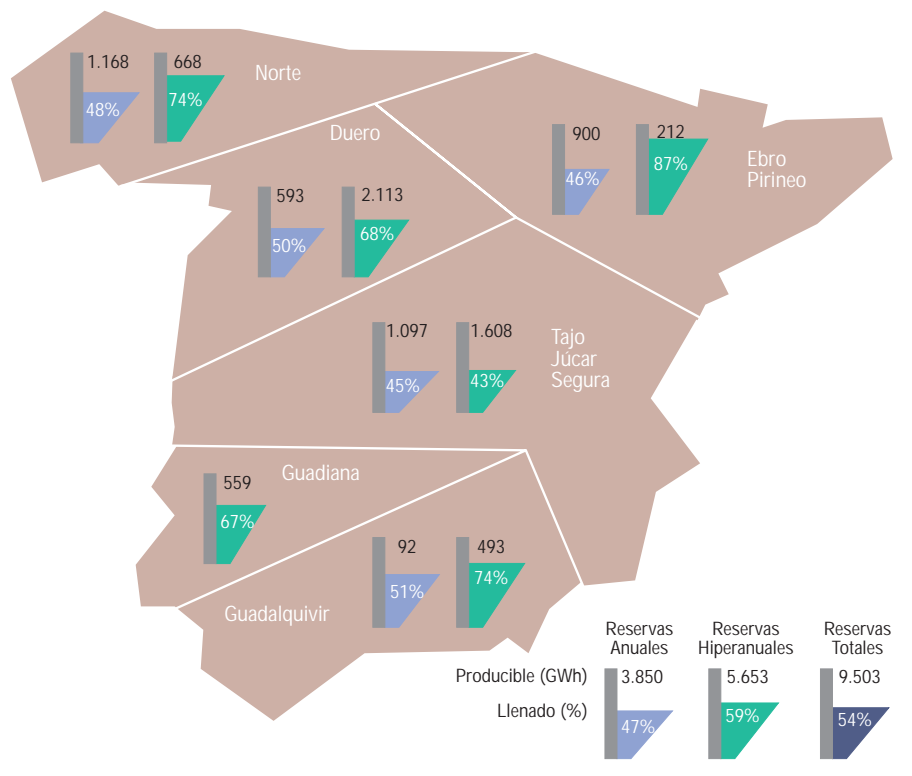 1.168
668
48%
74%
Norte
Duero
593
2.113
50%
68%
900
212
46%
87%
Ebro
Pirineo
1.097
1.608
45%
43%
Tajo
Júcar
Segura
Guadiana
559
67%
92
493
51%
74%
Guadalquivir
Reservas
Anuales
Reservas
Hiperanuales
Reservas
Totales
Producible (GWh)
3.850
5.653
9.503
Llenado (%)
47%
59%
54%